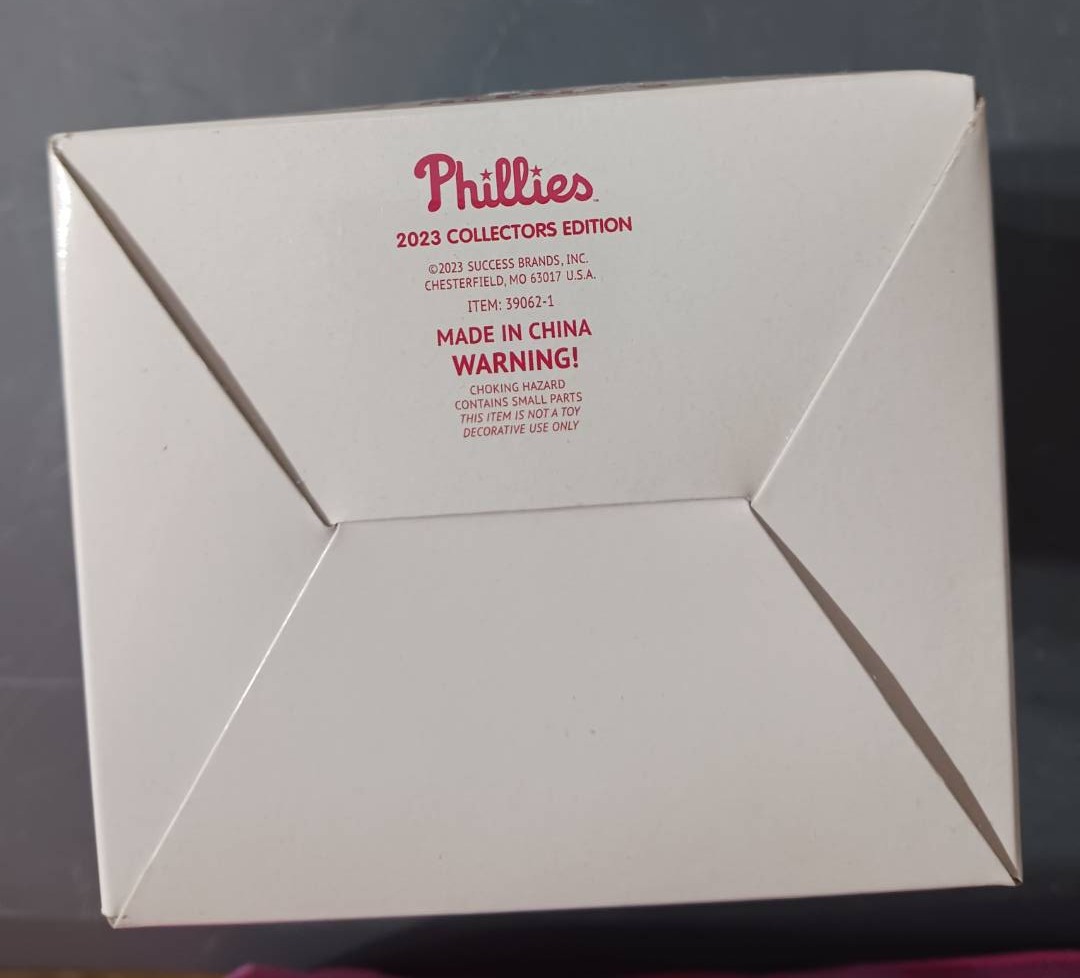 Phillies
2023 COLLECTORS EDITION
©2023 SUCCESS BRANDS, INC.
CHESTERFIELD, MO 63017 U.S.A.
ITEM: 39062-1
MADE IN CHINA
WARNING!
CHOKING HAZARD
CONTAINS SMALL PARTS
THIS ITEM IS NOT A TOY
DECORATIVE USE ONLY